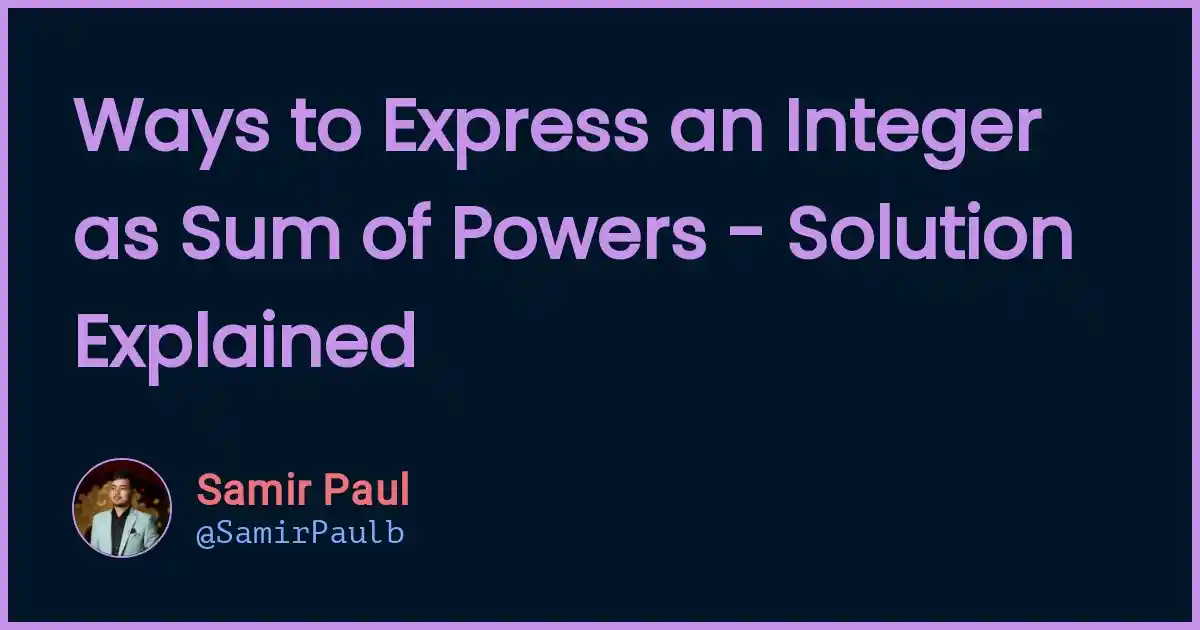 Ways to Express an Integer
as Sum of Powers - Solution
Explained
Samir Paul
@SamirPaulb